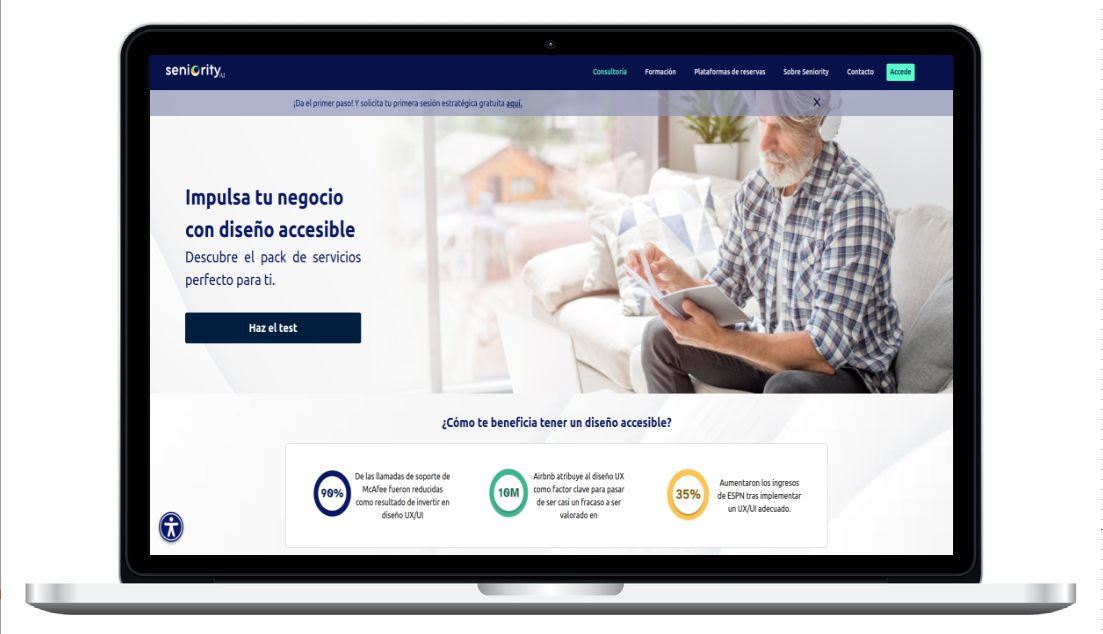 seniority AI
Consultoría Formación Plataformas de reservas Sobre Seniority Contacto Accede
¡Da el primer paso! Y solicita tu primera sesión estratégica gratuita aquí. X
Impulsa tu negocio
con diseño accesible
Descubre el pack de servicios
perfecto para ti.
Haz el test
¿Cómo te beneficia tener un diseño accesible?
90%
De las llamadas de soporte de
McAfee fueron reducidas
como resultado de invertir en
diseño UX/UI
10M
Airbnb atribuye al diseño UX
como factor clave para pasar
de ser casi un fracaso a ser
valorado en
35%
Aumentaron los ingresos
de ESPN tras implementar
un UX/UI adecuado.